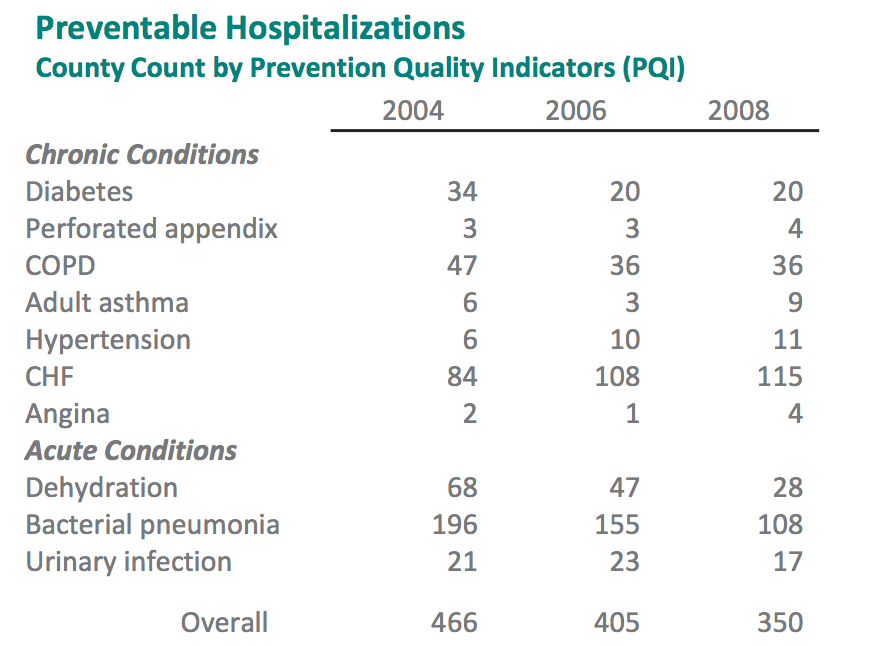 Preventable Hospitalizations
County Count by Prevention Quality Indicators (PQI)
2004 2006 2008
Chronic Conditions
Diabetes 34 20 20
Perforated appendix 3 3 4
COPD 47 36 36
Adult asthma 6 3 9
Hypertension 6 10 11
CHF 84 108 115
Angina 2 1 4
Acute Conditions
Dehydration 68 47 28
Bacterial pneumonia 196 155 108
Urinary infection 21 23 17
Overall 466 405 350